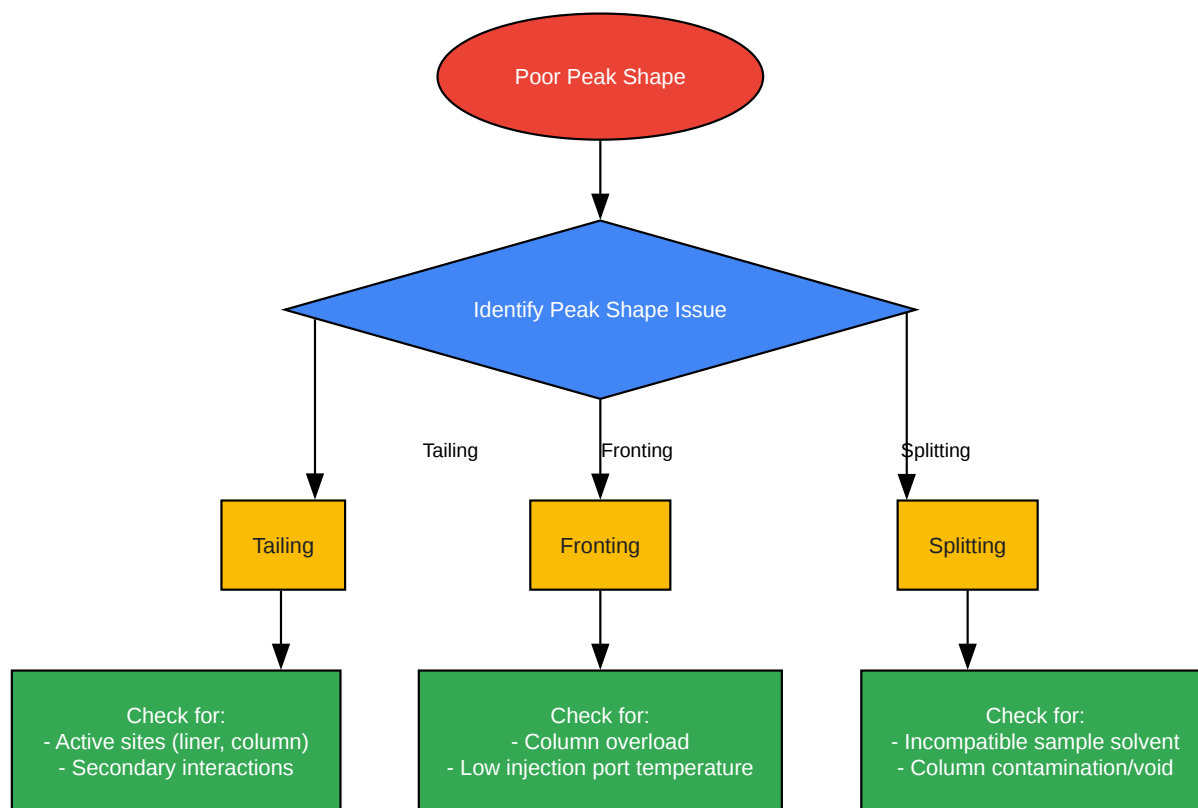 Poor Peak Shape
Identify Peak Shape Issue
Tailing
Fronting
Splitting
Tailing
Fronting
Splitting
Check for:
- Active sites (liner, column)
- Secondary interactions
Check for:
- Column overload
- Low injection port temperature
Check for:
- Incompatible sample solvent
- Column contamination/void